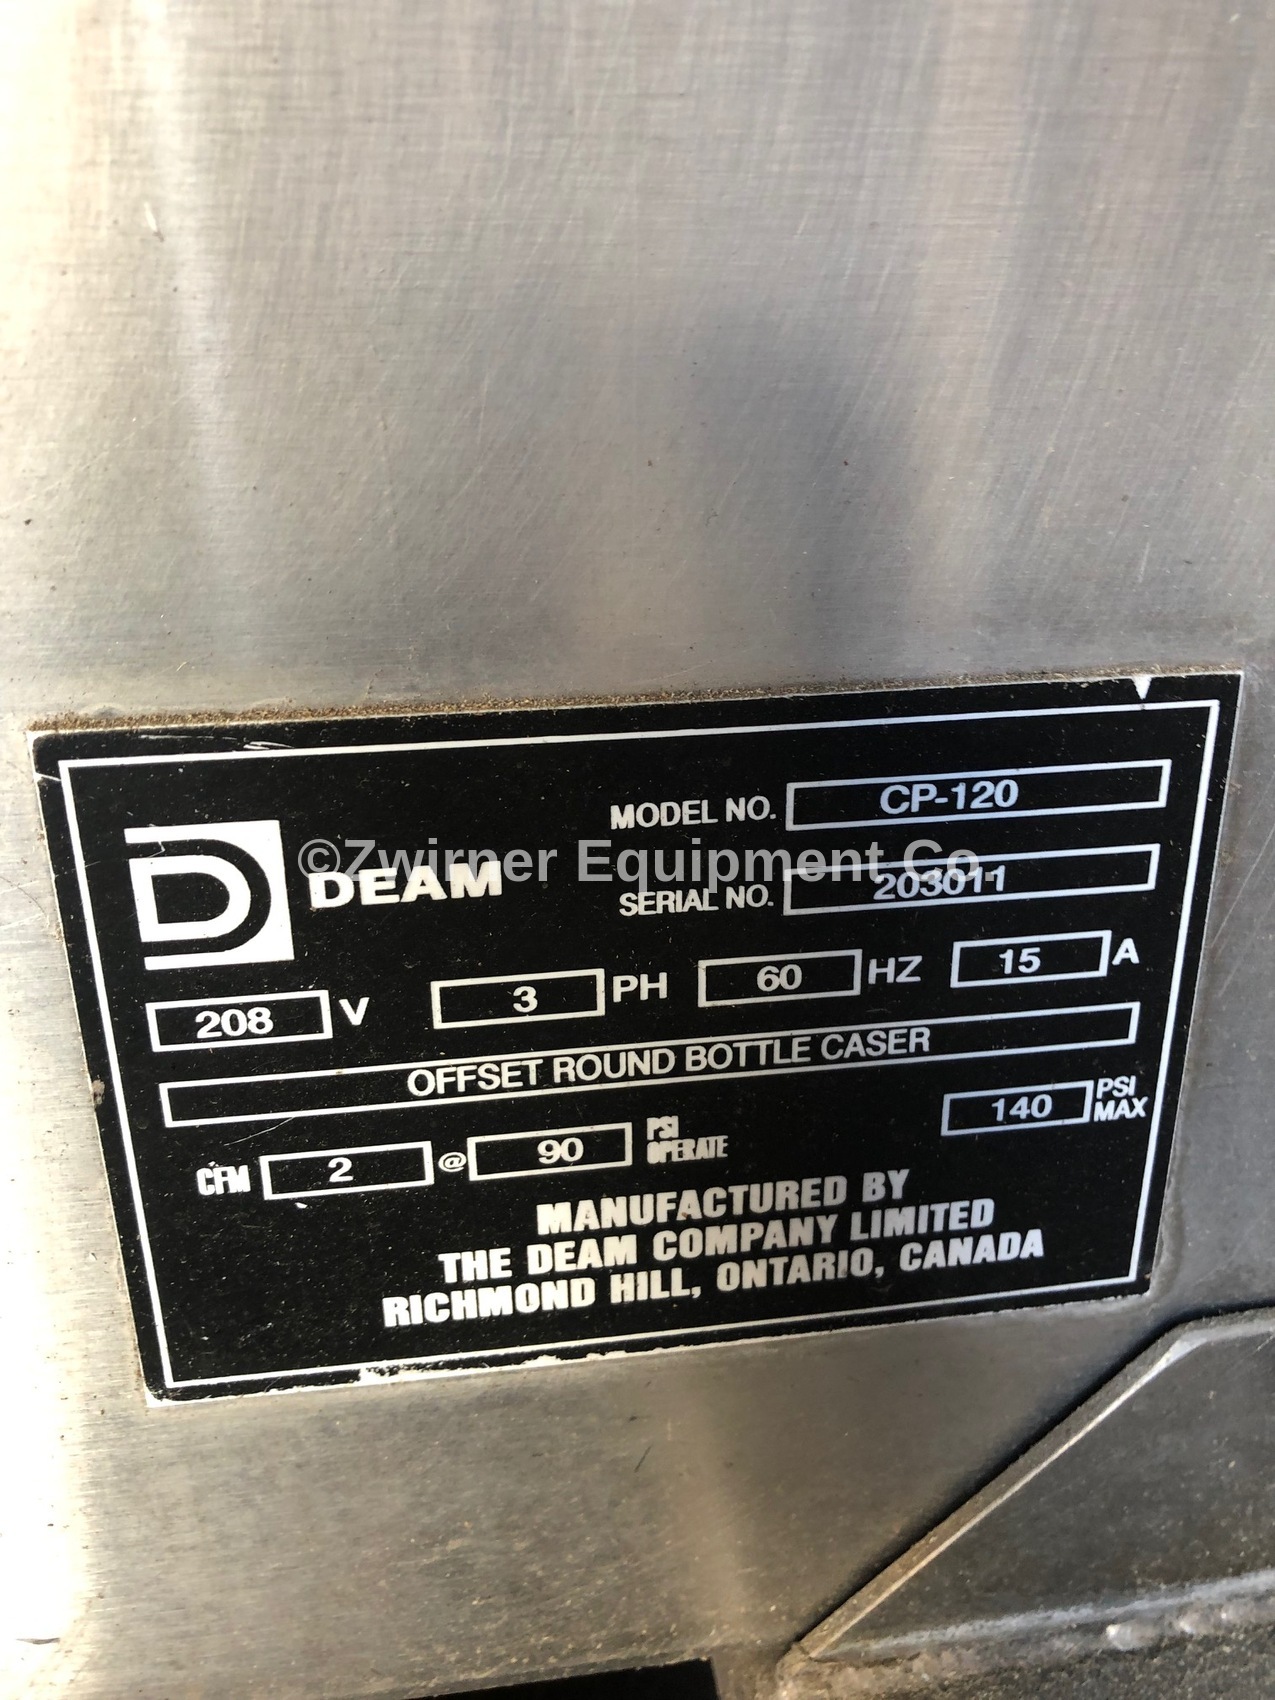 MODEL NO. CP-120
©Zwirner Equipment Co.
DEAM
SERIAL NO. 203011
208 V 3 PH 60 HZ 15 A
OFFSET ROUND BOTTLE CASER
CFM 2 @ 90 PSI OPERATE 140 PSI MAX
MANUFACTURED BY
THE DEAM COMPANY LIMITED
RICHMOND HILL, ONTARIO, CANADA